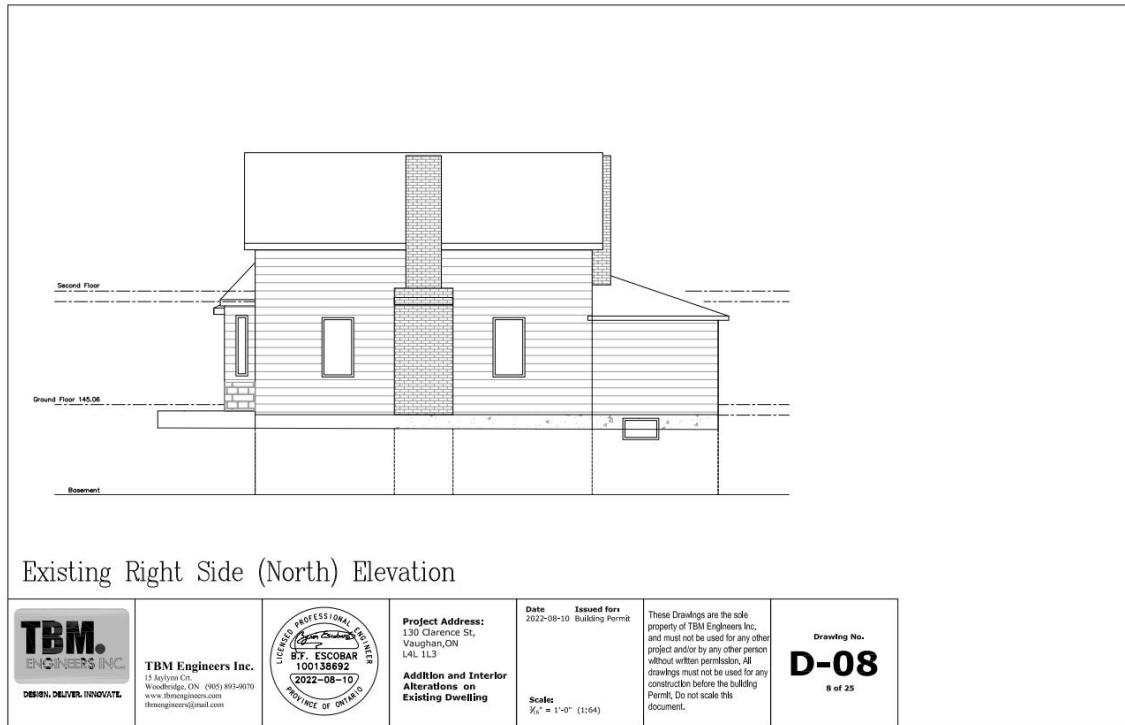 Second Floor
Ground Floor 145.06
Basement
Existing Right Side (North) Elevation
TBM.
ENGINEERS INC.
DESIGN. DELIVER. INNOVATE.
TBM Engineers Inc.
15 Jaylynn Crt.
Woodbridge, ON (905) 893-9070
www.tbmengineers.com
tbmengineers@mail.com
LICENSED PROFESSIONAL ENGINEER
B.F. ESCOBAR
100138692
2022-08-10
PROVINCE OF ONTARIO
Project Address:
130 Clarence St,
Vaughan,ON
L4L 1L3
Addition and Interior
Alterations on
Existing Dwelling
Date Issued for:
2022-08-10 Building Permit
Scale:
3/16" = 1'-0" (1:64)
These Drawings are the sole
property of TBM Engineers Inc,
and must not be used for any other
project and/or by any other person
without written permission, All
drawings must not be used for any
construction before the building
Permit, Do not scale this
document.
Drawing No.
D-08
8 of 25